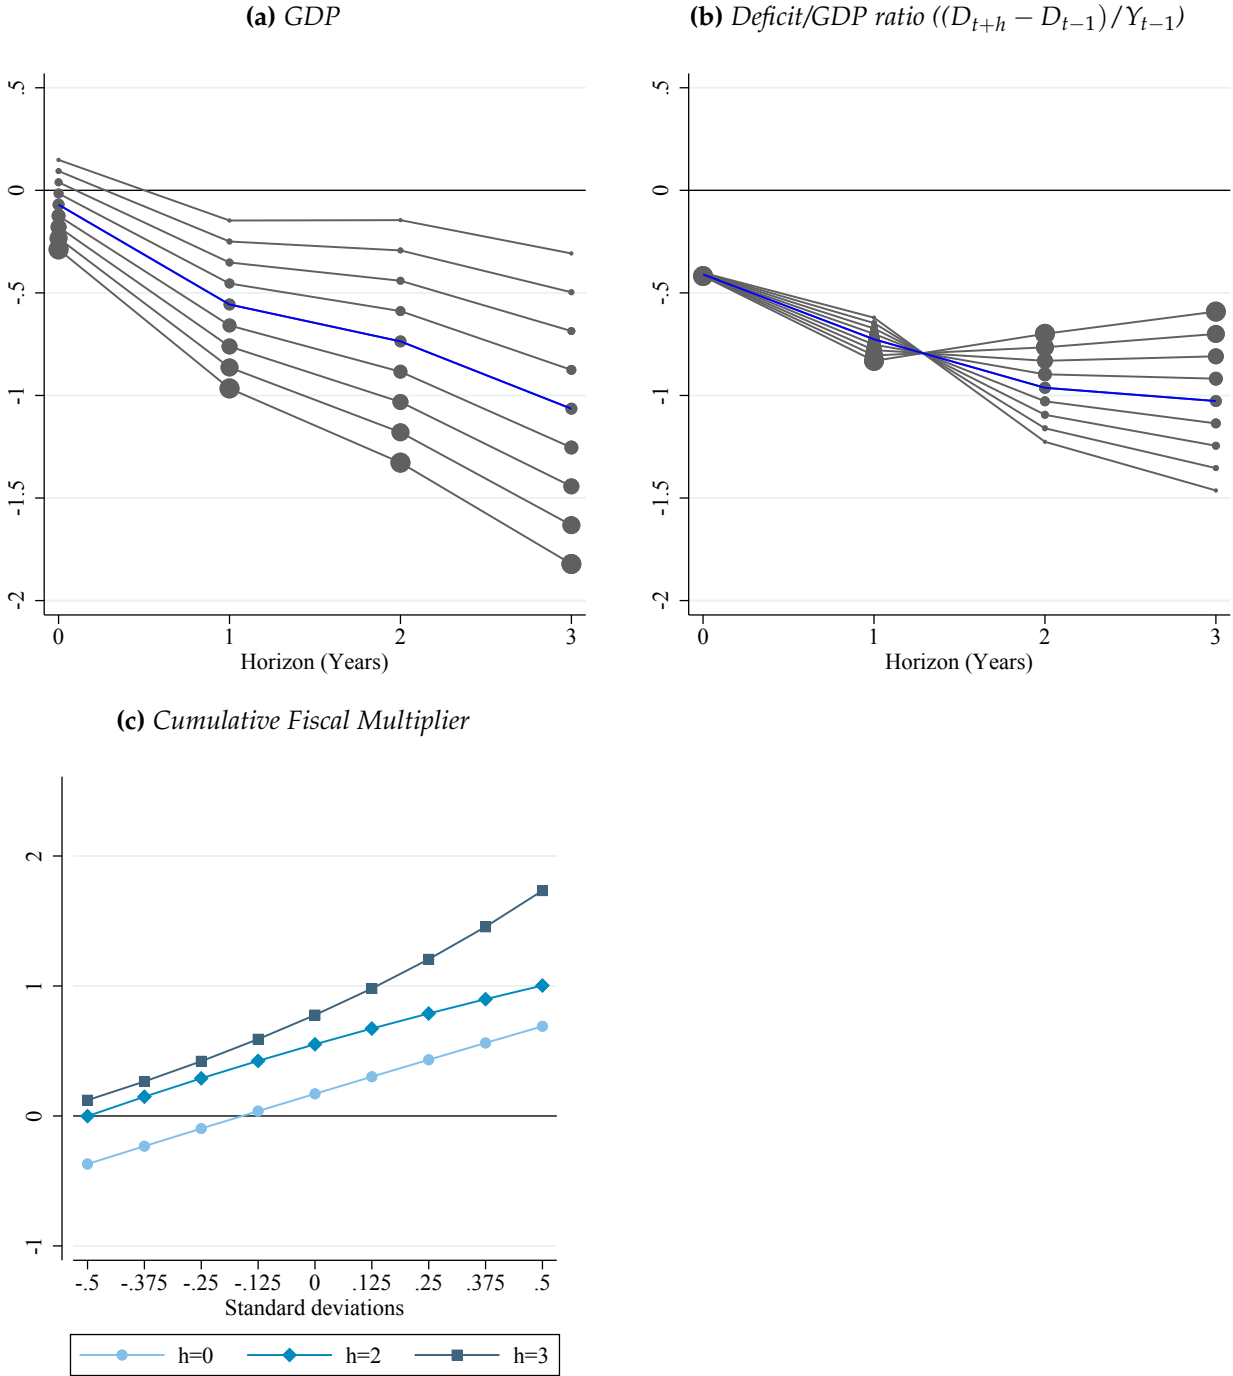 (a) GDP
.5
0
-.5
-1
-1.5
-2
0 1 2 3
Horizon (Years)
(b) Deficit/GDP ratio ((D_{t+h} − D_{t−1})/Y_{t−1})
.5
0
-.5
-1
-1.5
-2
0 1 2 3
Horizon (Years)
(c) Cumulative Fiscal Multiplier
2
1
0
-1
-.5 -.375 -.25 -.125 0 .125 .25 .375 .5
Standard deviations
h=0 h=2 h=3